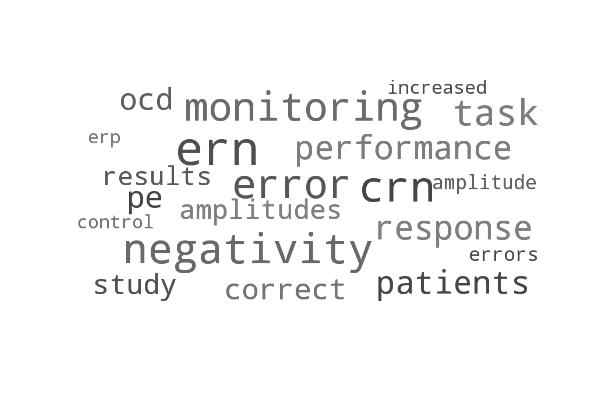 increased
ocd monitoring task
erp ern performance
results error crn amplitude
pe amplitudes
control response
negativity errors
study correct patients